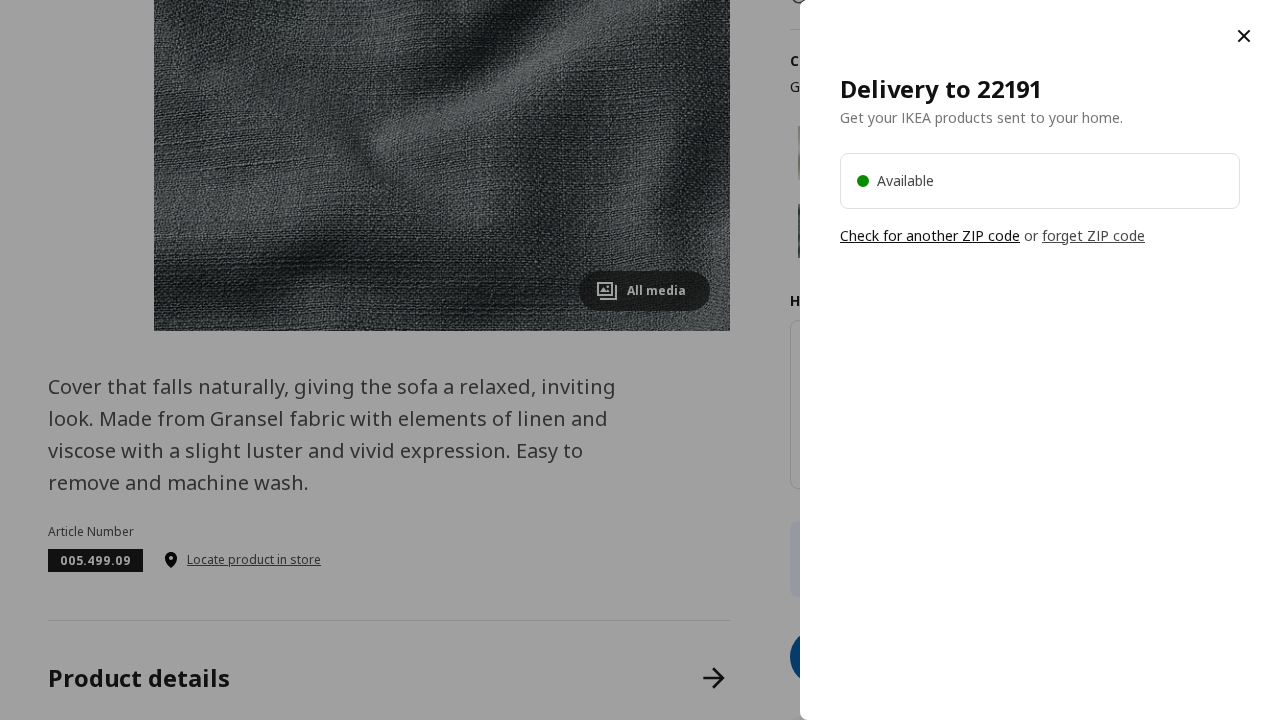 All media
Cover that falls naturally, giving the sofa a relaxed, inviting
look. Made from Gransel fabric with elements of linen and
viscose with a slight luster and vivid expression. Easy to
remove and machine wash.
Article Number
005.499.09
Locate product in store
Product details
Delivery to 22191
Get your IKEA products sent to your home.
Available
Check for another ZIP code or forget ZIP code